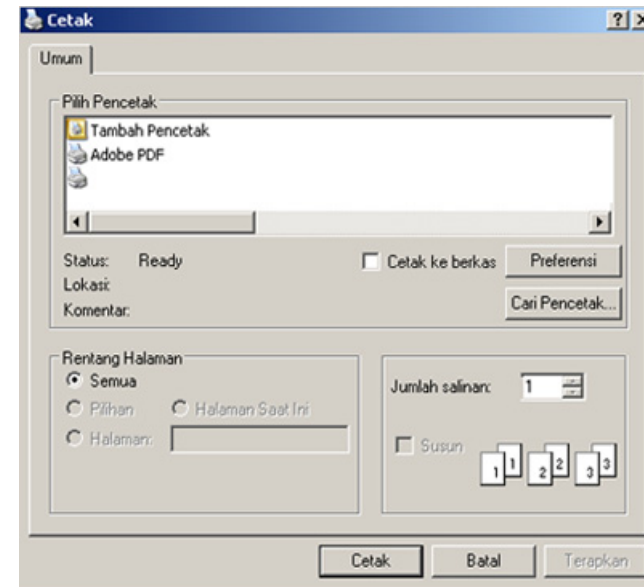 Cetak
Umum
Pilih Pencetak
Tambah Pencetak
Adobe PDF
Status: Ready
Cetak ke berkas
Preferensi
Lokasi:
Komentar:
Cari Pencetak...
Rentang Halaman
Semua
Pilihan
Halaman Saat Ini
Halaman:
Jumlah salinan: 1
Susun
1 1 2 2 3 3
Cetak
Batal
Terapkan